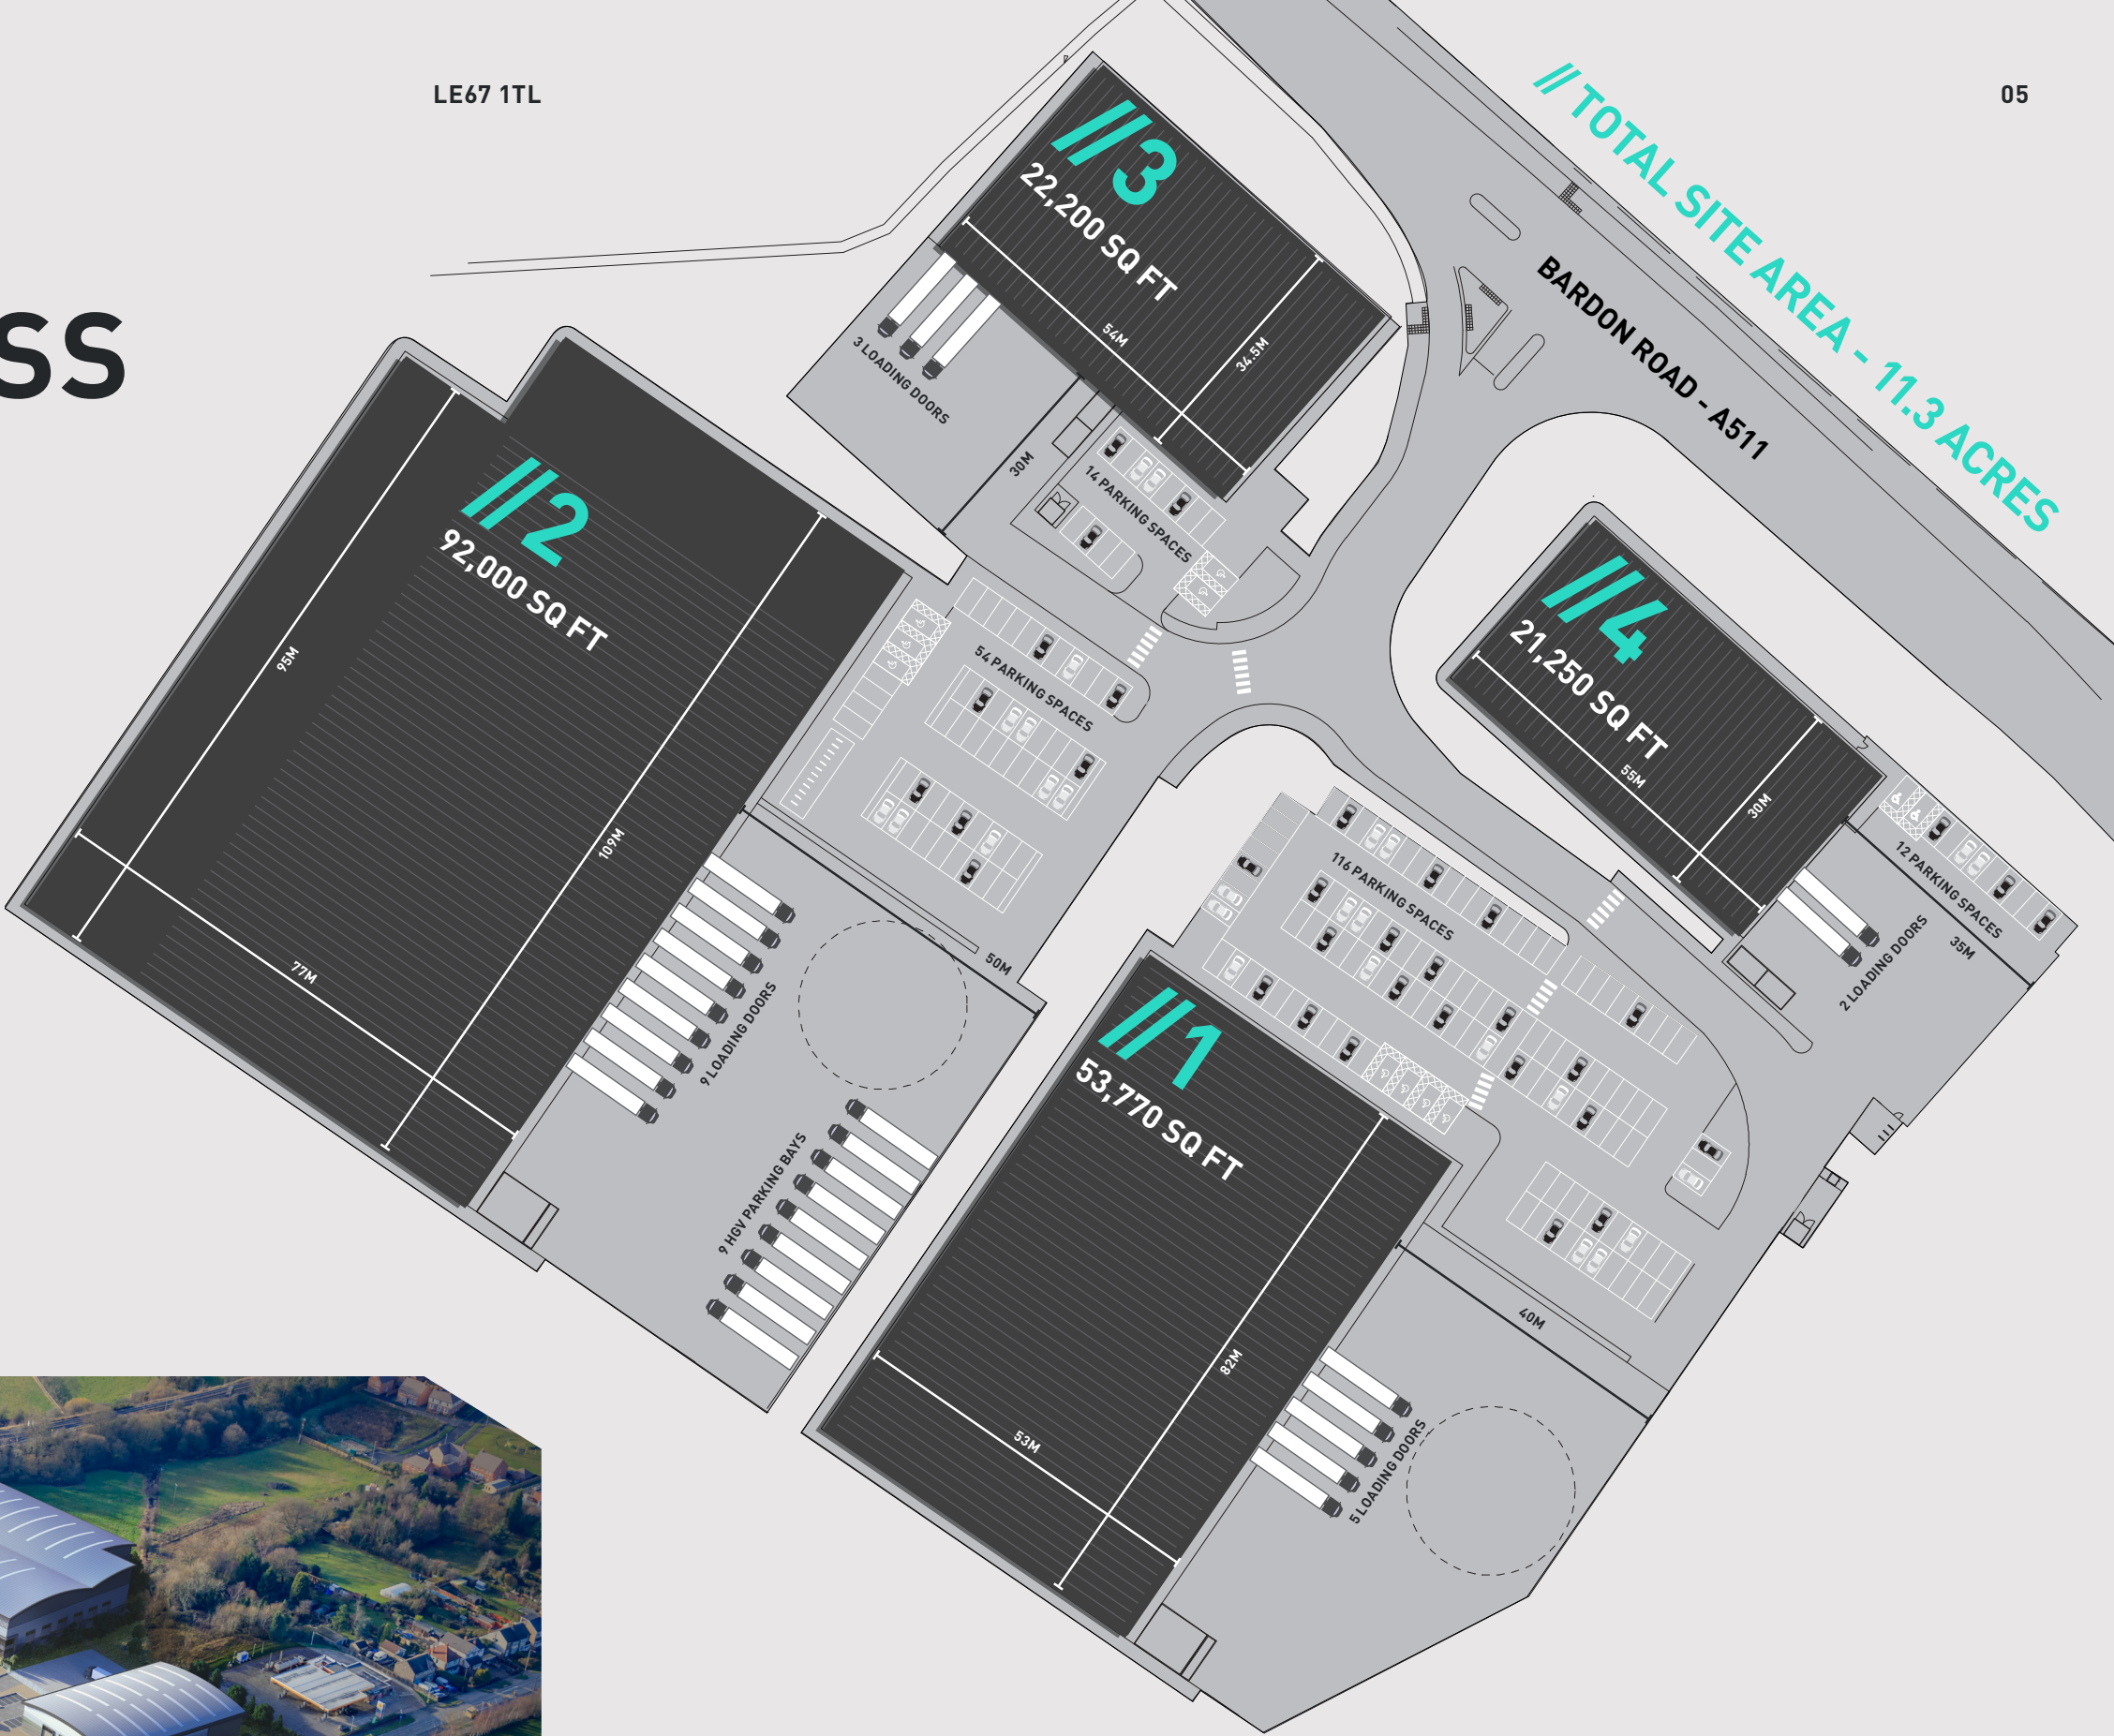 LE67 1TL
05
SS
// TOTAL SITE AREA - 11.3 ACRES
BARDON ROAD - A511
///3
22,200 SQ FT
54M
34.5M
3 LOADING DOORS
30M
14 PARKING SPACES
///2
92,000 SQ FT
95M
109M
77M
54 PARKING SPACES
50M
9 LOADING DOORS
9 HGV PARKING BAYS
///4
21,250 SQ FT
55M
30M
12 PARKING SPACES
35M
2 LOADING DOORS
116 PARKING SPACES
///1
53,770 SQ FT
82M
53M
40M
5 LOADING DOORS